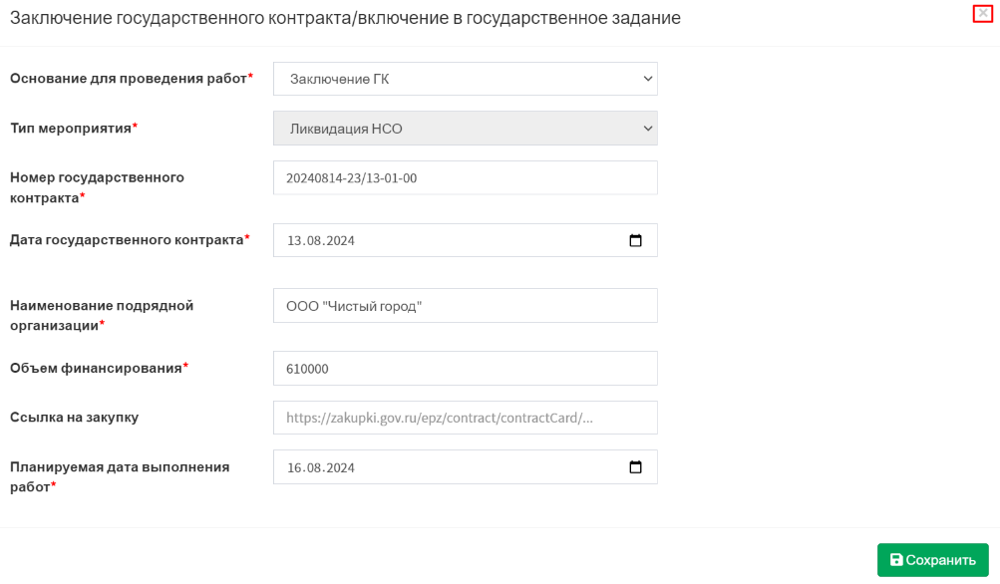 Заключение государственного контракта/включение в государственное задание
×
Основание для проведения работ*
Заключение ГК
Тип мероприятия*
Ликвидация НСО
Номер государственного
контракта*
20240814-23/13-01-00
Дата государственного контракта*
13.08.2024
Наименование подрядной
организации*
ООО "Чистый город"
Объем финансирования*
610000
Ссылка на закупку
https://zakupki.gov.ru/epz/contract/contractCard/...
Планируемая дата выполнения
работ*
16.08.2024
Сохранить